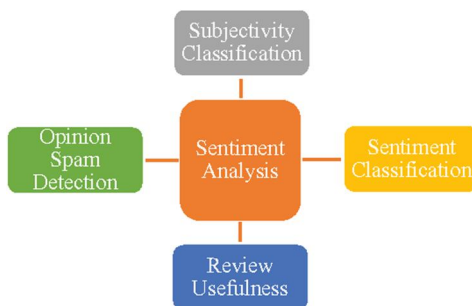 Subjectivity
Classification
Opinion
Spam
Detection
Sentiment
Analysis
Sentiment
Classification
Review
Usefulness